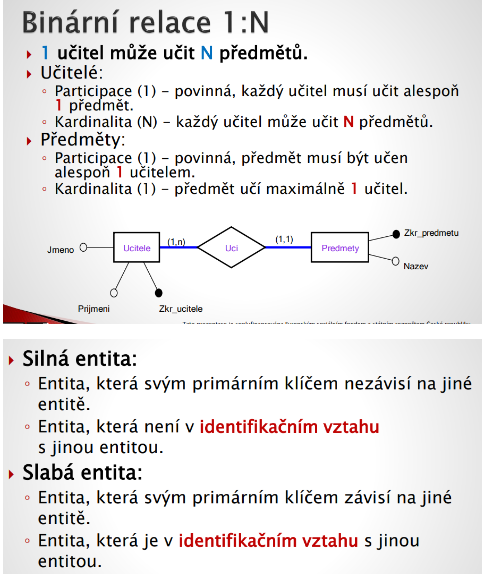 Binární relace 1:N
1 učitel může učit N předmětů.
Učitelé:
Participace (1) – povinná, každý učitel musí učit alespoň
1 předmět.
Kardinalita (N) – každý učitel může učit N předmětů.
Předměty:
Participace (1) – povinná, předmět musí být učen
alespoň 1 učitelem.
Kardinalita (1) – předmět učí maximálně 1 učitel.
Zkr_predmetu
Jmeno
Ucitele
(1,n)
Uci
(1,1)
Predmety
Nazev
Prijmeni
Zkr_ucitele
Silná entita:
Entita, která svým primárním klíčem nezávisí na jiné
entitě.
Entita, která není v identifikačním vztahu
s jinou entitou.
Slabá entita:
Entita, která svým primárním klíčem závisí na jiné
entitě.
Entita, která je v identifikačním vztahu s jinou
entitou.